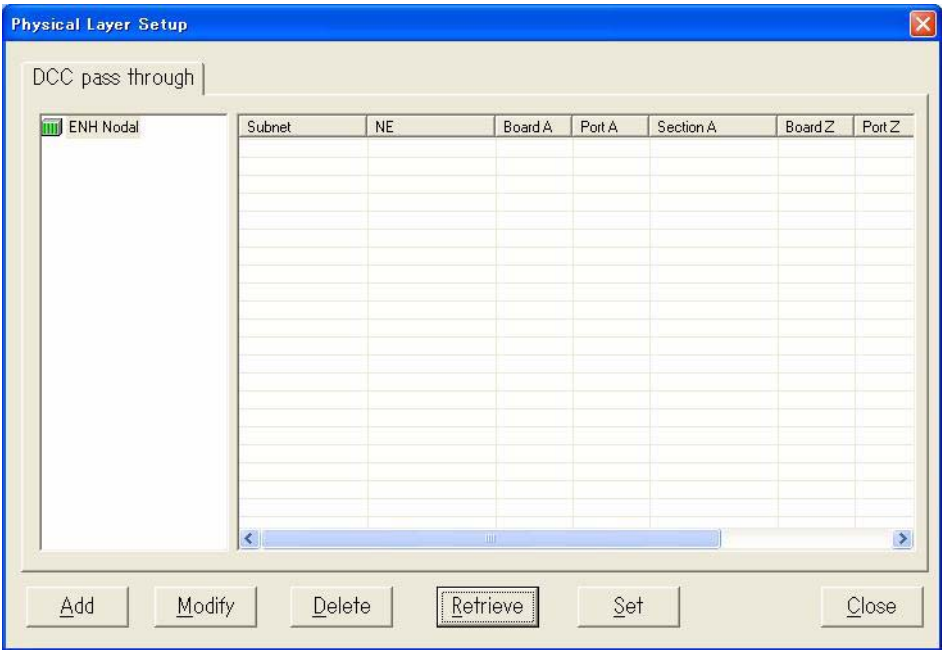 Physical Layer Setup
DCC pass through
ENH Nodal
Subnet NE Board A Port A Section A Board Z Port Z
Add Modify Delete Retrieve Set Close